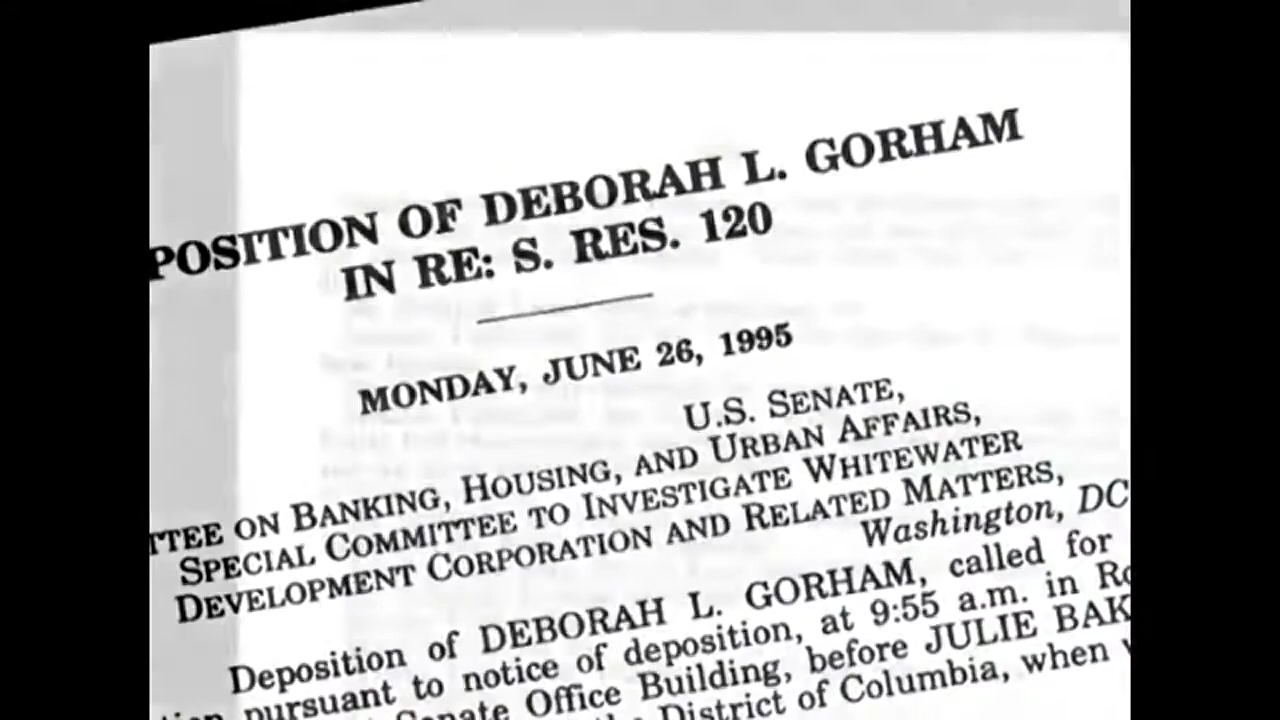 POSITION OF DEBORAH L. GORHAM
IN RE: S. RES. 120
MONDAY, JUNE 26, 1995
U.S. SENATE,
TTEE ON BANKING, HOUSING, AND URBAN AFFAIRS,
SPECIAL COMMITTEE TO INVESTIGATE WHITEWATER
DEVELOPMENT CORPORATION AND RELATED MATTERS,
Washington, DC
Deposition of DEBORAH L. GORHAM, called for
pursuant to notice of deposition, at 9:55 a.m. in Ro
Senate Office Building, before JULIE BAK
District of Columbia, when